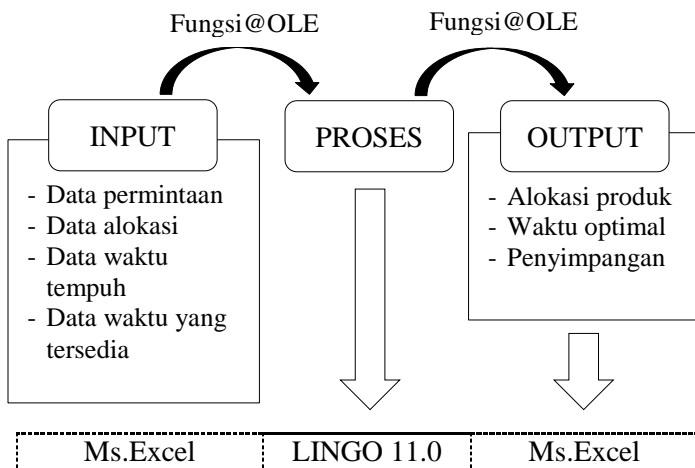 Fungsi@OLE
Fungsi@OLE
INPUT
PROSES
OUTPUT
- Data permintaan
- Data alokasi
- Data waktu
tempuh
- Data waktu yang
tersedia
- Alokasi produk
- Waktu optimal
- Penyimpangan
Ms.Excel
LINGO 11.0
Ms.Excel